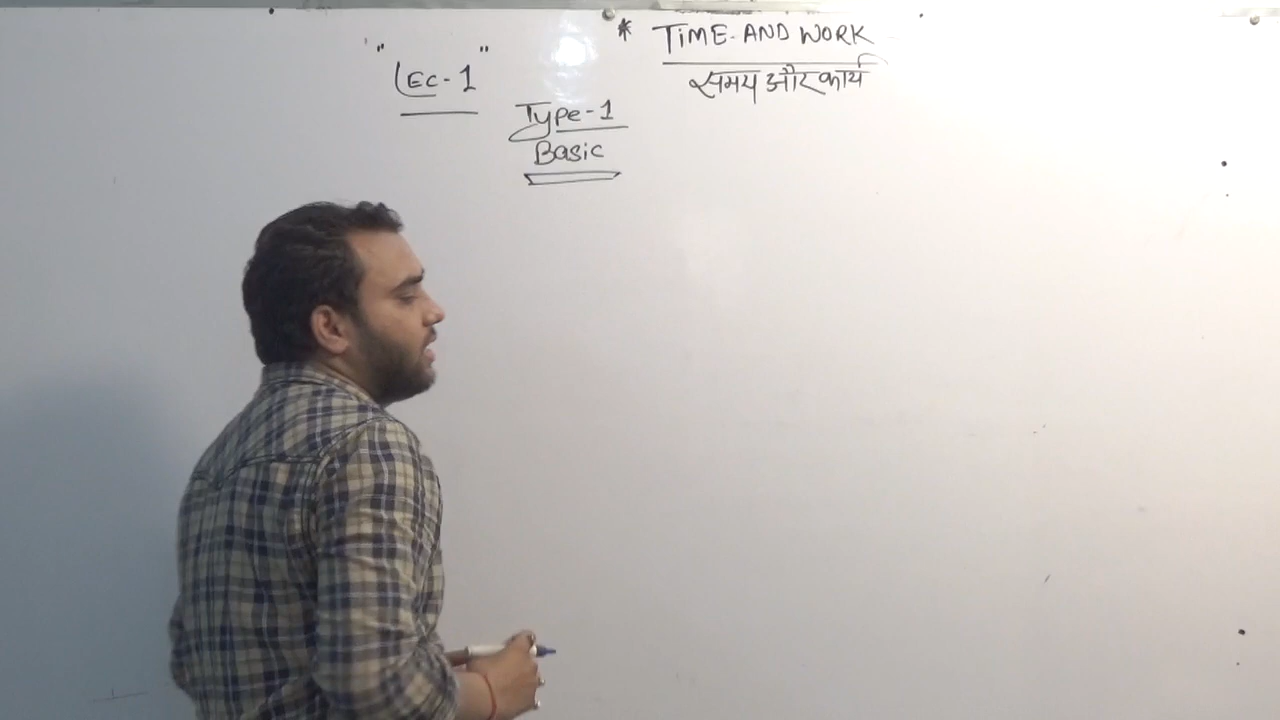 * TiME-AND WORK
समय और कार्य
"LEC-1"
Type-1
Basic